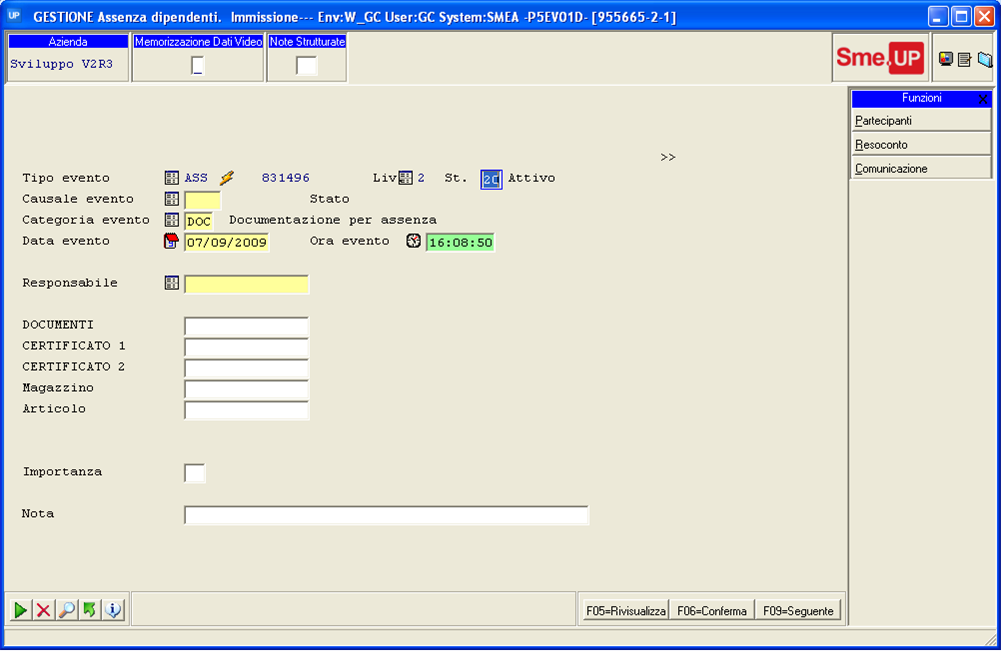 UP GESTIONE Assenza dipendenti. Immissione--- Env:W_GC User:GC System:SMEA -P5EV01D- [955665-2-1]
Azienda Memorizzazione Dati Video Note Strutturate
Sviluppo V2R3
Sme.UP
Funzioni
Partecipanti
Resoconto
Comunicazione
>>
Tipo evento ASS 831496 Liv 2 St. 20 Attivo
Causale evento Stato
Categoria evento DOC Documentazione per assenza
Data evento 07/09/2009 Ora evento 16:08:50
Responsabile
DOCUMENTI
CERTIFICATO 1
CERTIFICATO 2
Magazzino
Articolo
Importanza
Nota
F05=Rivisualizza F06=Conferma F09=Seguente